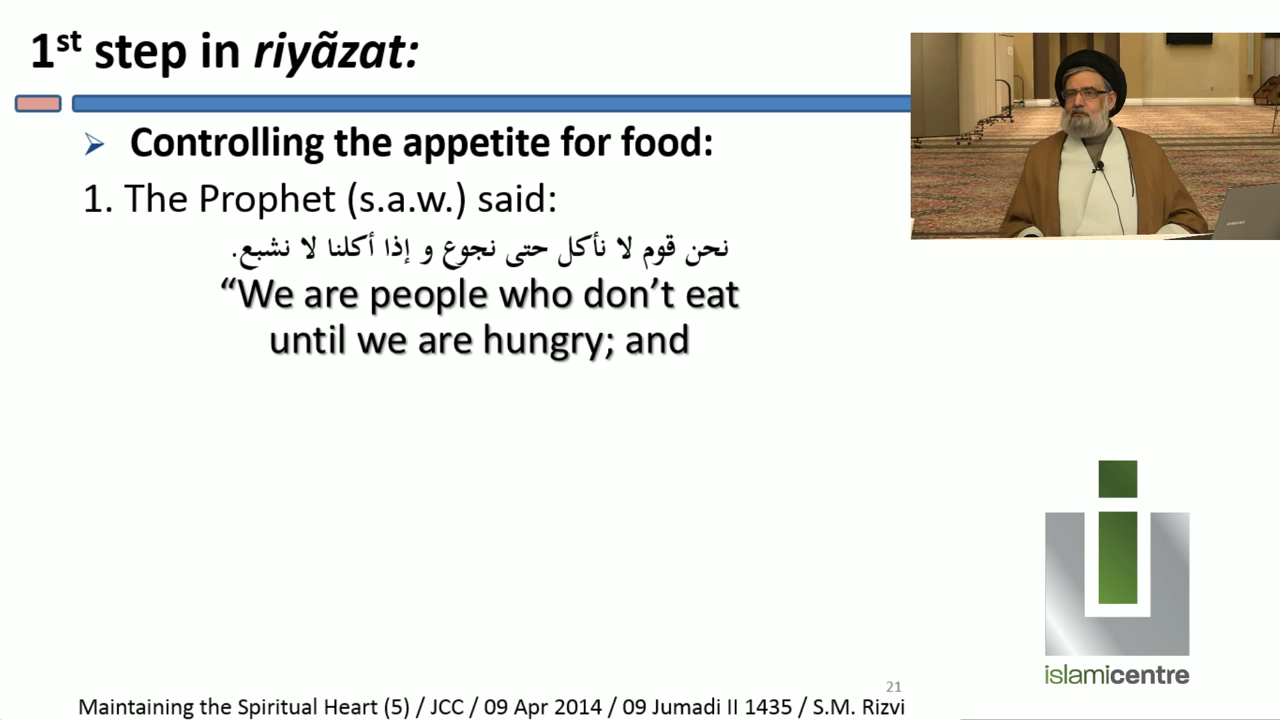 1st step in riyãzat:
➢ Controlling the appetite for food:
1. The Prophet (s.a.w.) said:
نحن قوم لا نأكل حتى نجوع و إذا أكلنا لا نشبع.
“We are people who don’t eat
until we are hungry; and
SAMSUNG
islamicentre
21
Maintaining the Spiritual Heart (5) / JCC / 09 Apr 2014 / 09 Jumadi II 1435 / S.M. Rizvi